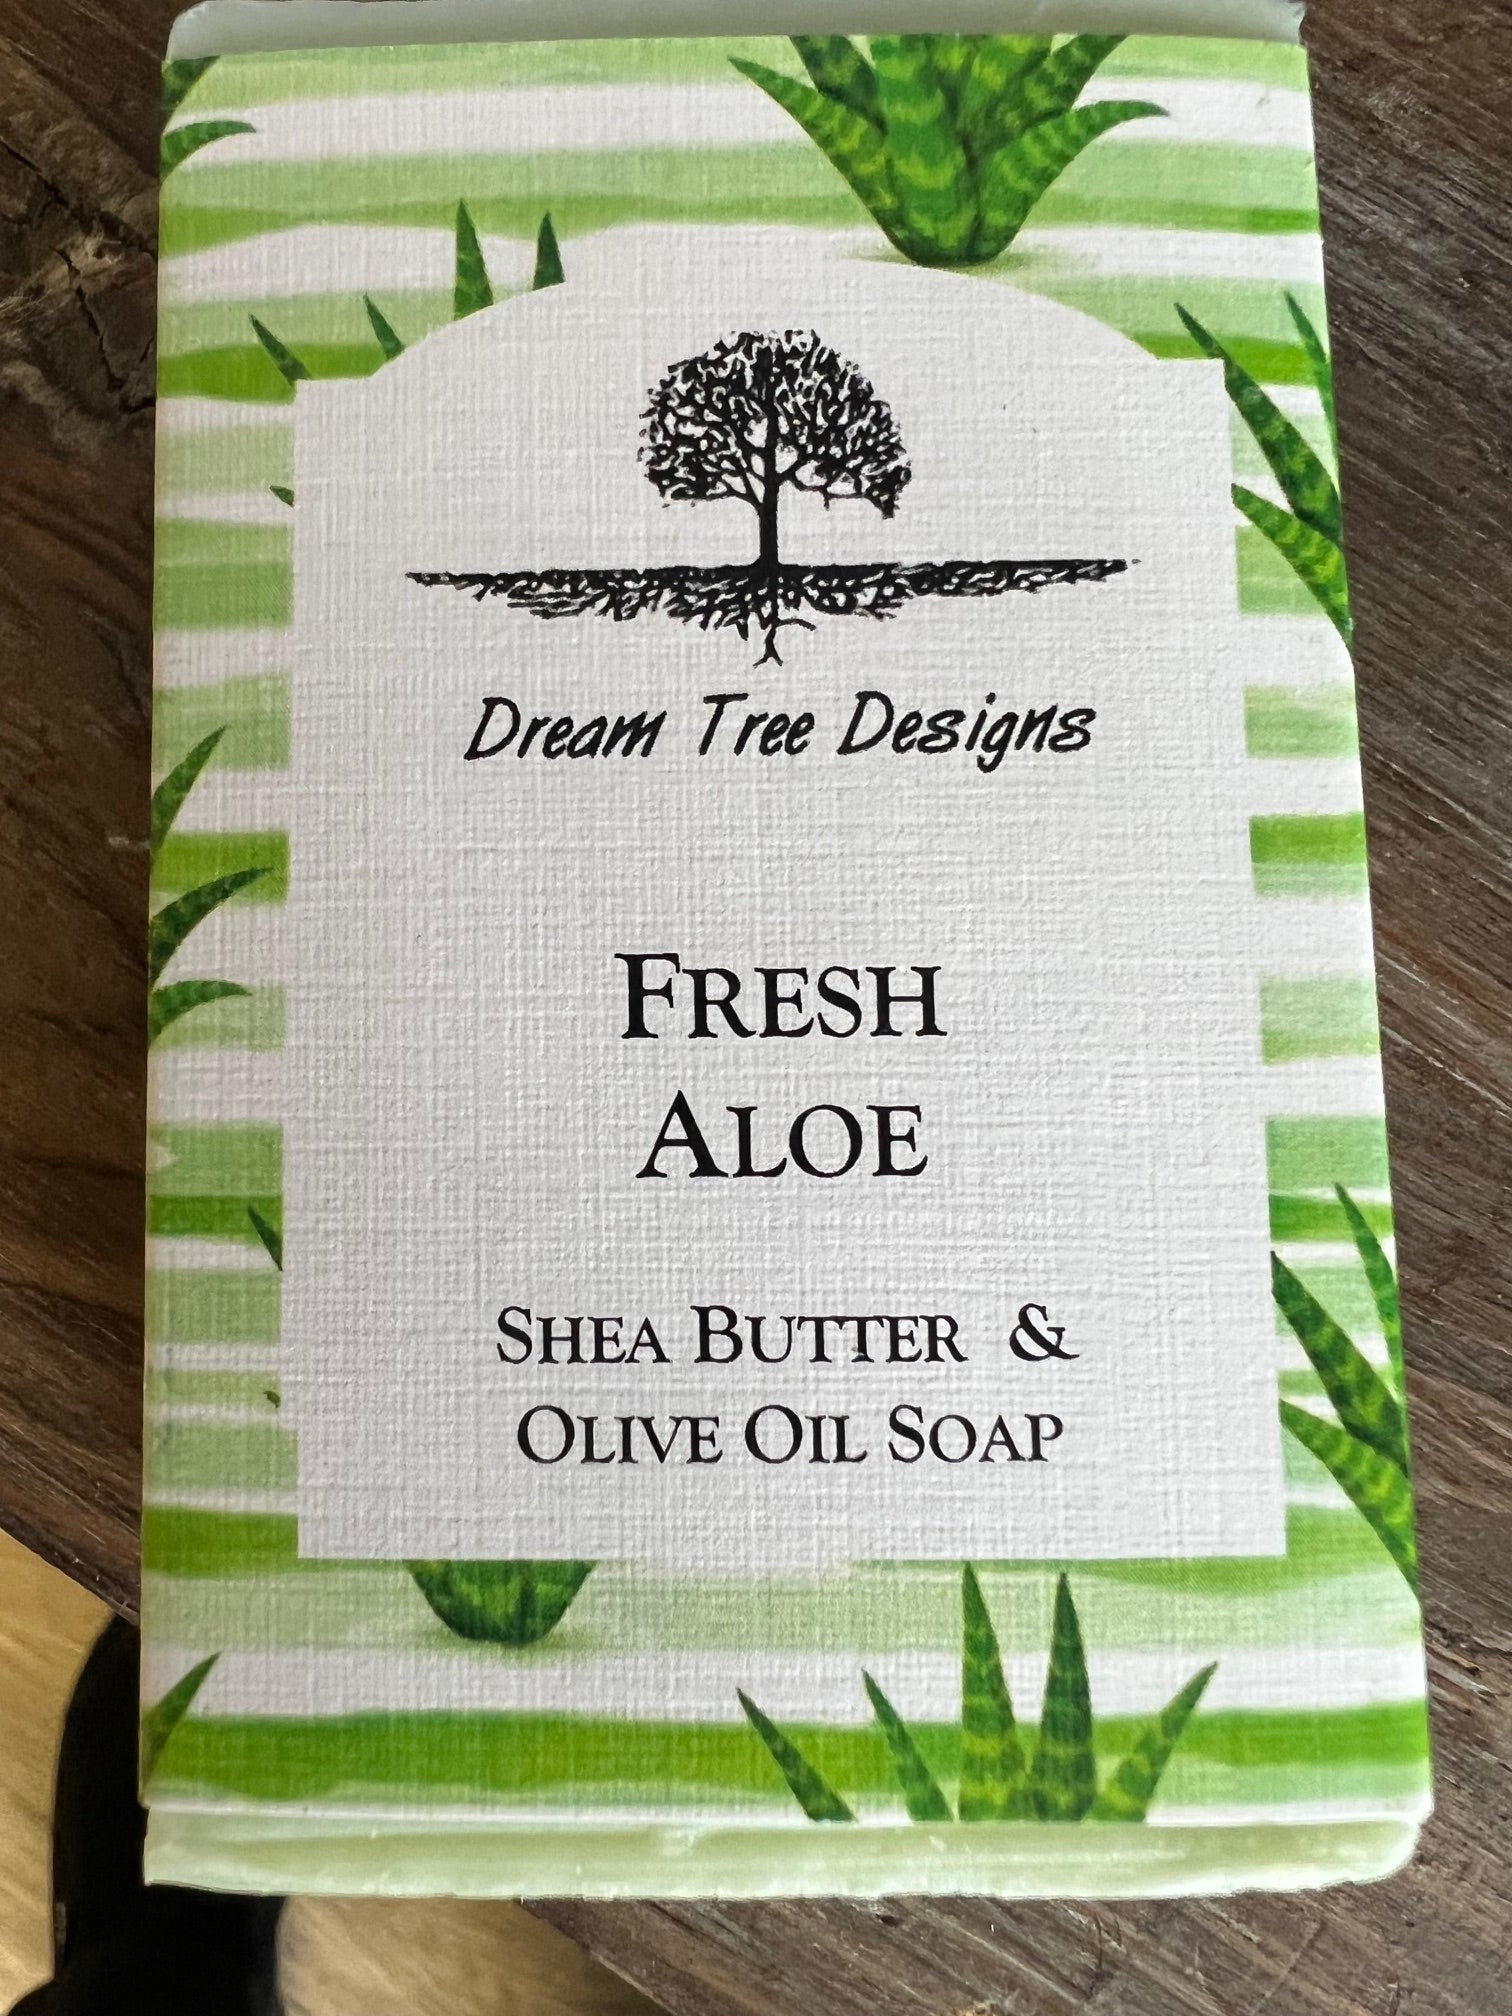 Dream Tree Designs
FRESH
ALOE
SHEA BUTTER &
OLIVE OIL SOAP